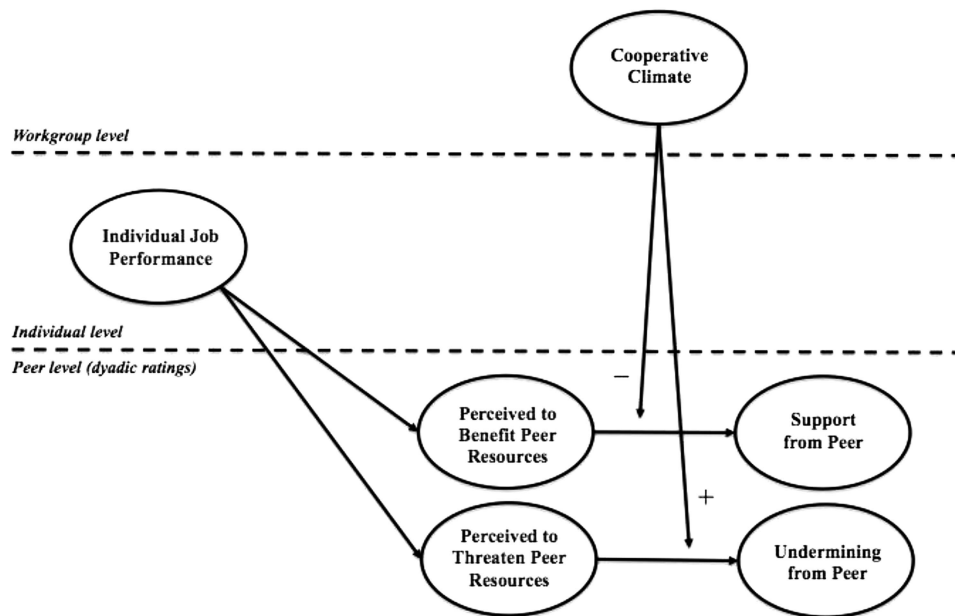 Cooperative
Climate
Workgroup level
Individual Job
Performance
Individual level
Peer level (dyadic ratings)
−
Perceived to
Benefit Peer
Resources
Support
from Peer
+
Perceived to
Threaten Peer
Resources
Undermining
from Peer